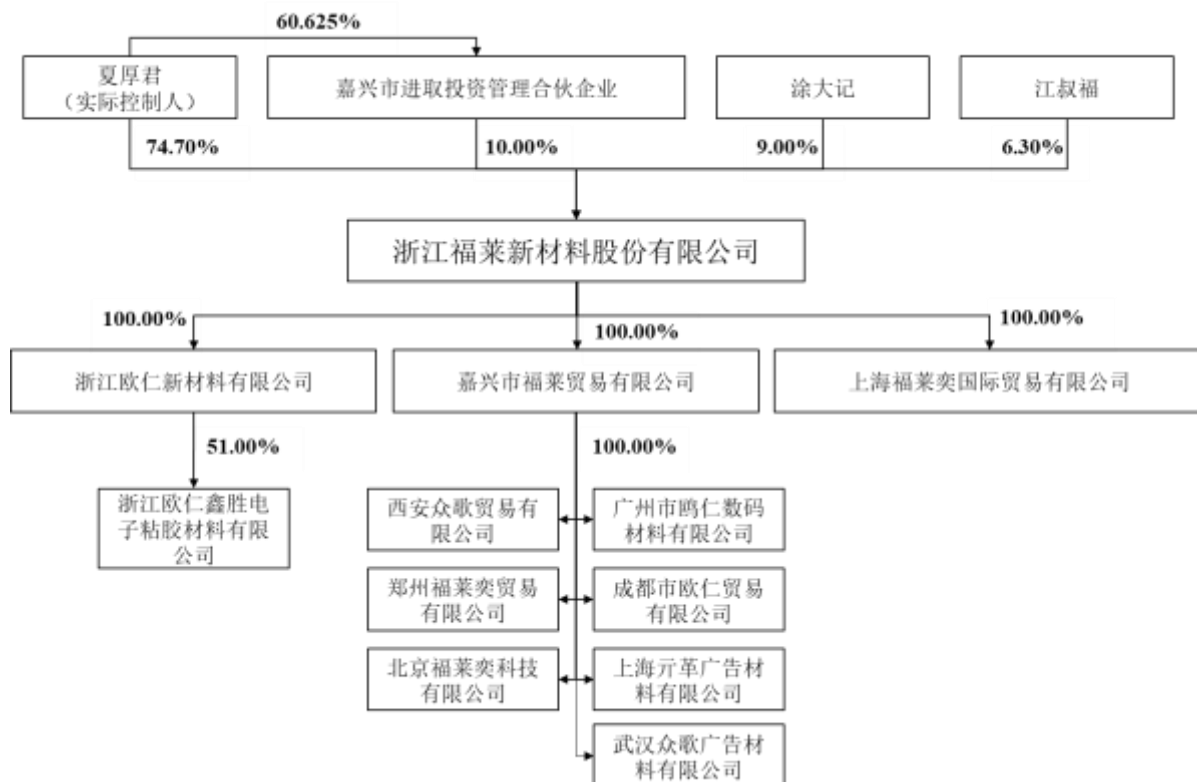 60.625%
夏厚君
（实际控制人）
嘉兴市进取投资管理合伙企业
涂大记
江叔福
74.70%
10.00%
9.00%
6.30%
浙江福莱新材料股份有限公司
100.00%
100.00%
100.00%
浙江欧仁新材料有限公司
嘉兴市福莱贸易有限公司
上海福莱奕国际贸易有限公司
51.00%
100.00%
浙江欧仁鑫胜电
子粘胶材料有限
公司
西安众歌贸易有
限公司
广州市鸥仁数码
材料有限公司
郑州福莱奕贸易
有限公司
成都市欧仁贸易
有限公司
北京福莱奕科技
有限公司
上海亓革广告材
料有限公司
武汉众歌广告材
料有限公司